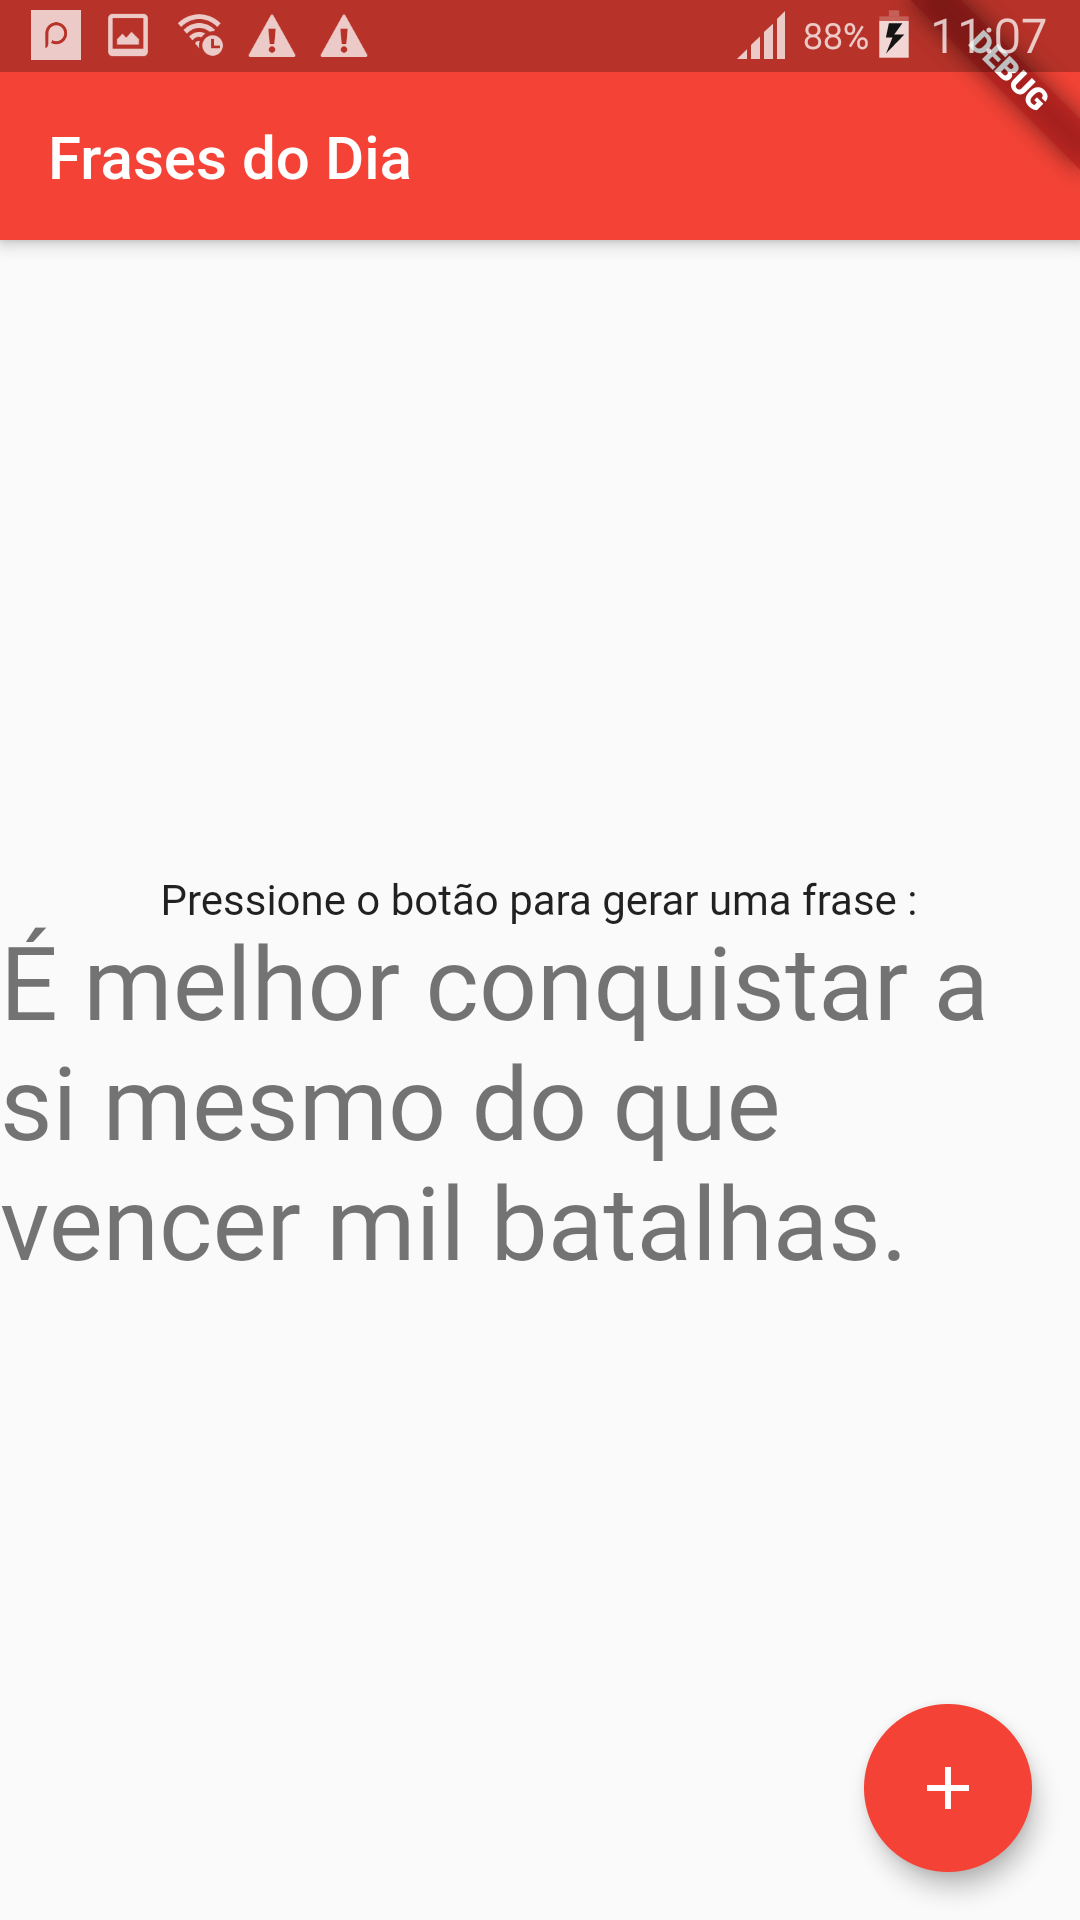 88% 11:07
DEBUG
Frases do Dia
Pressione o botão para gerar uma frase :
É melhor conquistar a
si mesmo do que
vencer mil batalhas.